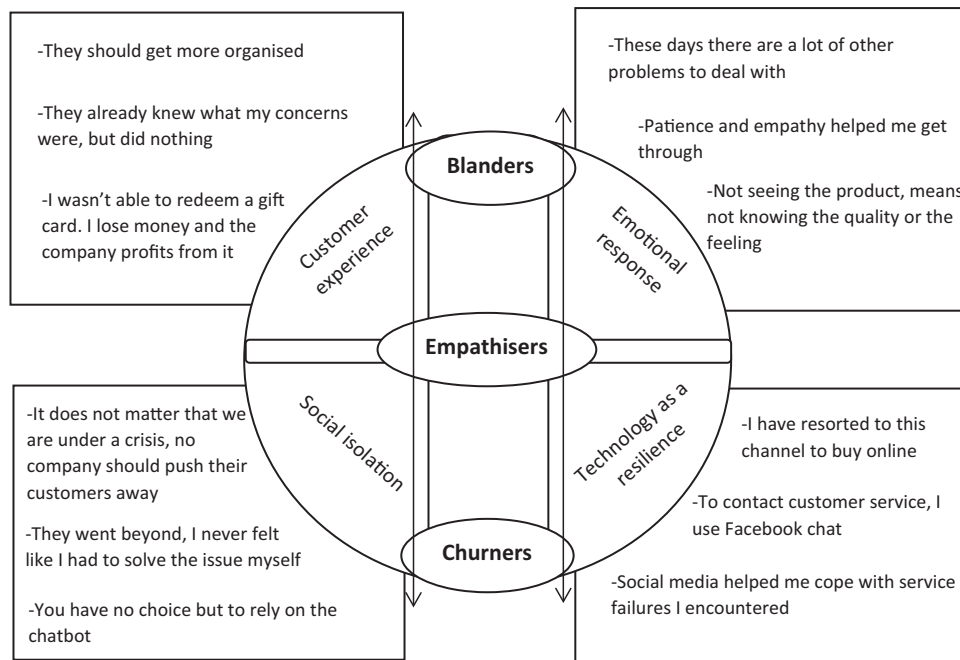 -They should get more organised
-They already knew what my concerns
were, but did nothing
-I wasn’t able to redeem a gift
card. I lose money and the
company profits from it
-These days there are a lot of other
problems to deal with
-Patience and empathy helped me get
through
-Not seeing the product, means
not knowing the quality or the
feeling
Blanders
Customer
experience
Emotional
response
Empathisers
Social isolation
Technology as a
resilience
Churners
-It does not matter that we
are under a crisis, no
company should push their
customers away
-They went beyond, I never felt
like I had to solve the issue myself
-You have no choice but to rely on the
chatbot
-I have resorted to this
channel to buy online
-To contact customer service, I
use Facebook chat
-Social media helped me cope with service
failures I encountered